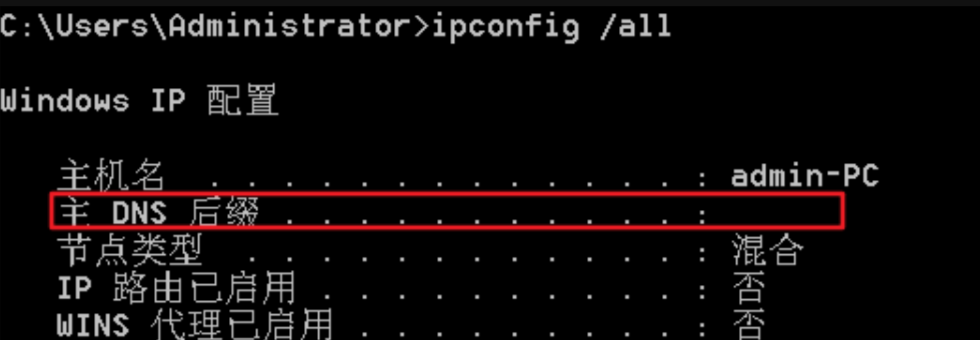 C:\Users\Administrator>ipconfig /all
Windows IP 配置
主机名 . . . . . . . . . . . . . : admin-PC
主 DNS 后缀 . . . . . . . . . . . :
节点类型 . . . . . . . . . . . . : 混合
IP 路由已启用 . . . . . . . . . . : 否
WINS 代理已启用 . . . . . . . . . : 否